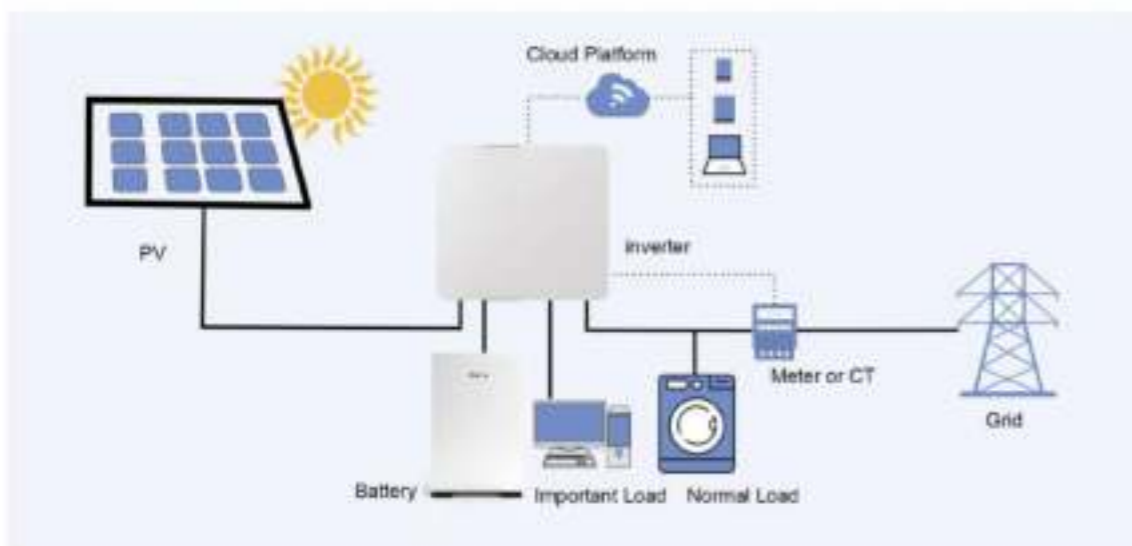 Cloud Platform
PV
inverter
Meter or CT
Grid
Battery
Important Load
Normal Load